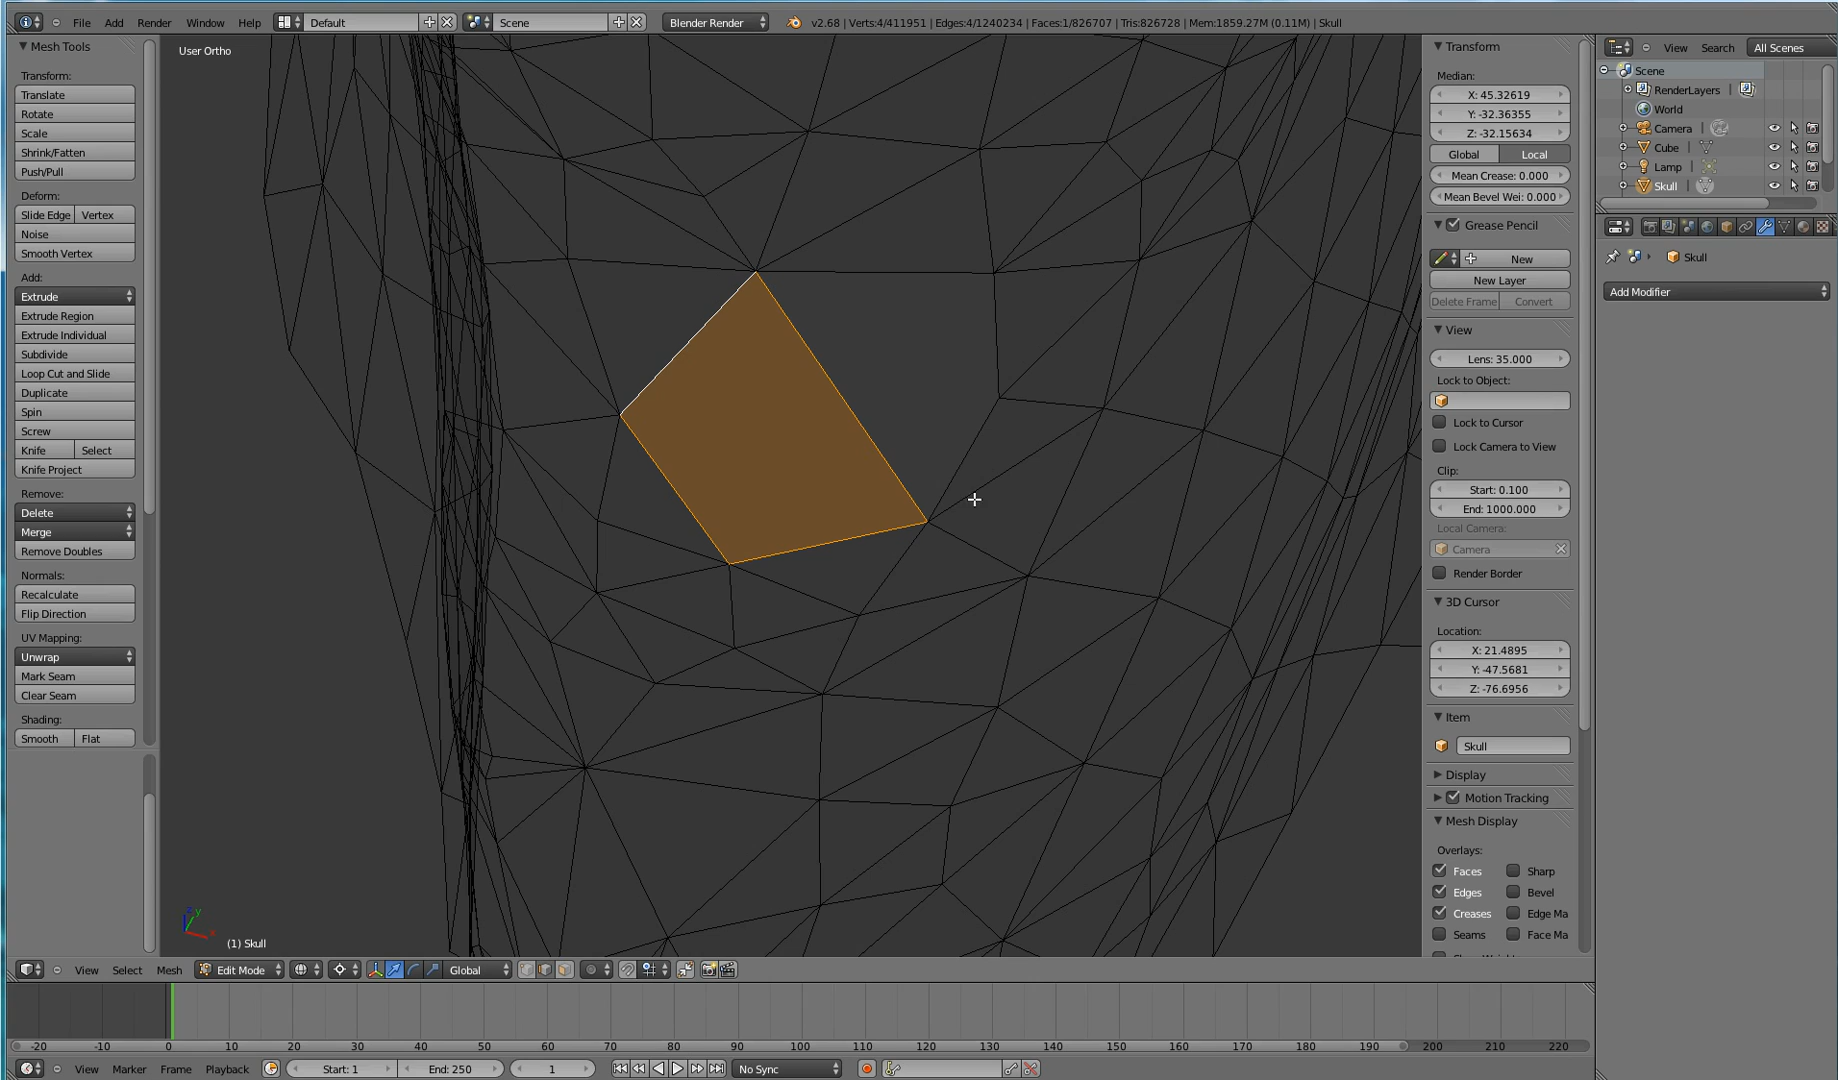 File Add Render Window Help Default Scene Blender Render v2.68 | Verts:4/411951 | Edges:4/1240234 | Faces:1/826707 | Tris:826728 | Mem:1859.27M (0.11M) | Skull
Mesh Tools
Transform:
Translate
Rotate
Scale
Shrink/Fatten
Push/Pull
Deform:
Slide Edge Vertex
Noise
Smooth Vertex
Add:
Extrude
Extrude Region
Extrude Individual
Subdivide
Loop Cut and Slide
Duplicate
Spin
Screw
Knife Select
Knife Project
Remove:
Delete
Merge
Remove Doubles
Normals:
Recalculate
Flip Direction
UV Mapping:
Unwrap
Mark Seam
Clear Seam
Shading:
Smooth Flat
User Ortho
z y
x
(1) Skull
Transform
Median:
X: 45.32619
Y: -32.36355
Z: -32.15634
Global Local
Mean Crease: 0.000
Mean Bevel Wei: 0.000
Grease Pencil
New
New Layer
Delete Frame Convert
View
Lens: 35.000
Lock to Object:
Lock to Cursor
Lock Camera to View
Clip:
Start: 0.100
End: 1000.000
Local Camera:
Camera
Render Border
3D Cursor
Location:
X: 21.4895
Y: -47.5681
Z: -76.6956
Item
Skull
Display
Motion Tracking
Mesh Display
Overlays:
Faces Sharp
Edges Bevel
Creases Edge Ma
Seams Face Ma
View Search All Scenes
Scene
RenderLayers |
World
Camera |
Cube |
Lamp |
Skull |
Skull
Add Modifier
View Select Mesh Edit Mode Global
-20 -10 0 10 20 30 40 50 60 70 80 90 100 110 120 130 140 150 160 170 180 190 200 210 220
View Marker Frame Playback Start: 1 End: 250 1 No Sync